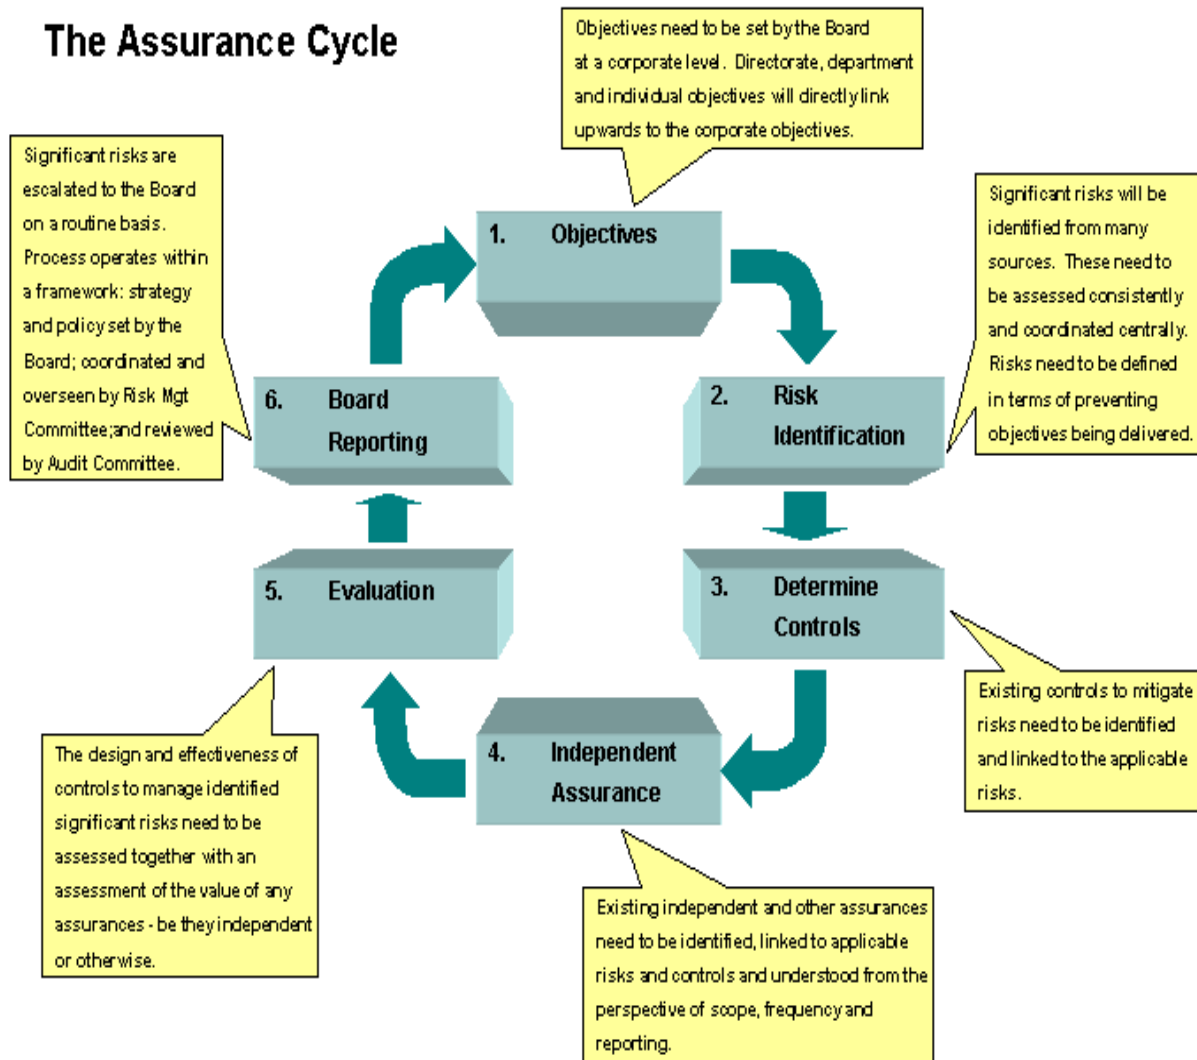 The Assurance Cycle
Objectives need to be set by the Board
at a corporate level. Directorate, department
and individual objectives will directly link
upwards to the corporate objectives.
Significant risks are
escalated to the Board
on a routine basis.
Process operates within
a framework: strategy
and policy set by the
Board; coordinated and
overseen by Risk Mgt
Committee;and reviewed
by Audit Committee.
1. Objectives
Significant risks will be
identified from many
sources. These need to
be assessed consistently
and coordinated centrally.
Risks need to be defined
in terms of preventing
objectives being delivered.
6. Board
Reporting
2. Risk
Identification
5. Evaluation
3. Determine
Controls
Existing controls to mitigate
risks need to be identified
and linked to the applicable
risks.
4. Independent
Assurance
The design and effectiveness of
controls to manage identified
significant risks need to be
assessed together with an
assessment of the value of any
assurances - be they independent
or otherwise.
Existing independent and other assurances
need to be identified, linked to applicable
risks and controls and understood from the
perspective of scope, frequency and
reporting.